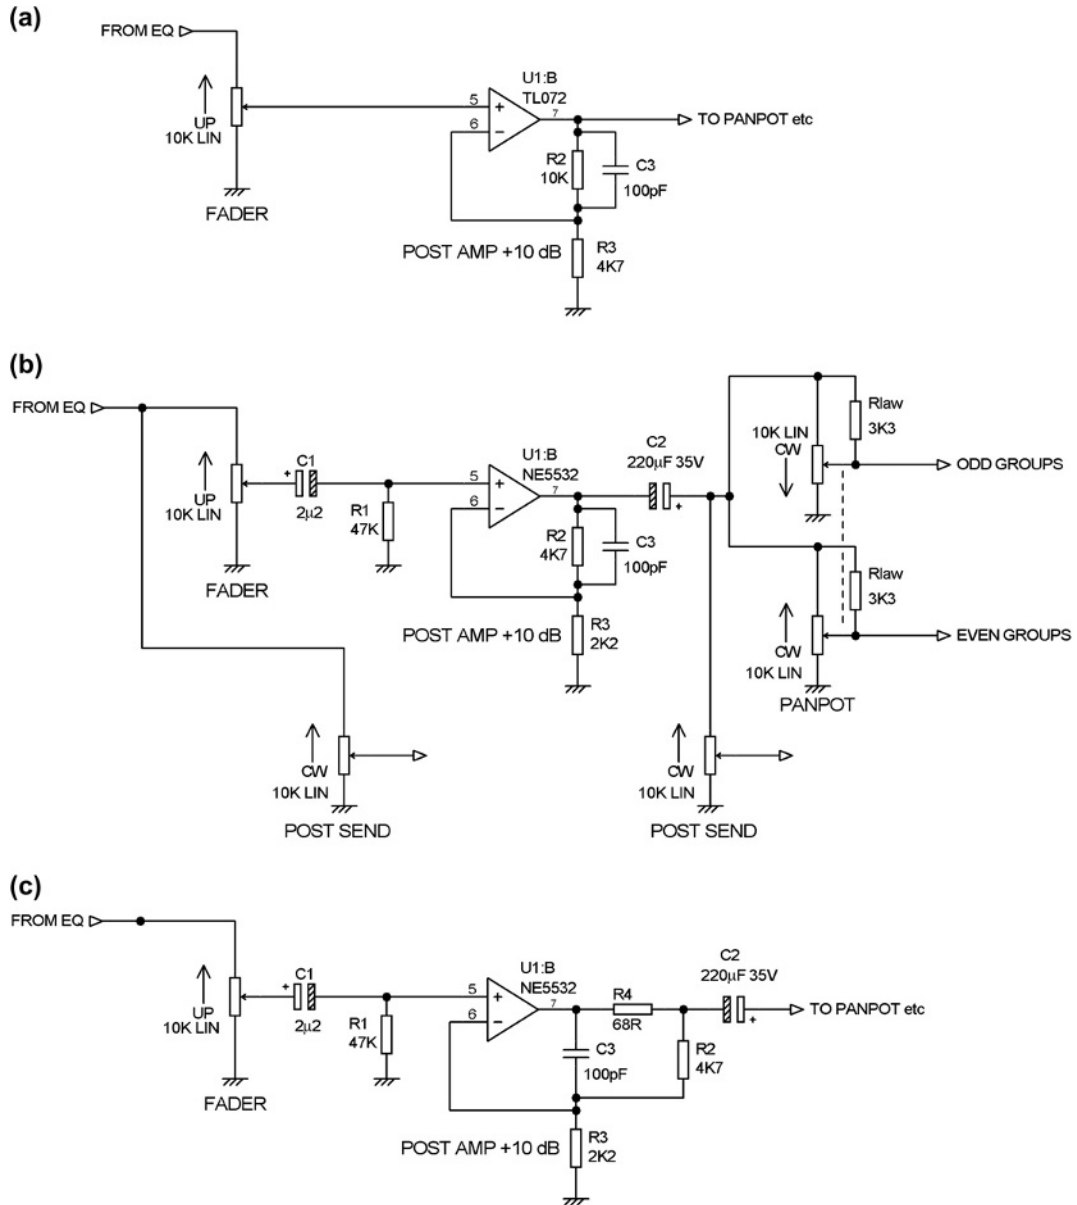 (a)
FROM EQ
UP
10K LIN
FADER
5
6
7
+
−
U1:B
TL072
TO PANPOT etc
R2
10K
C3
100pF
POST AMP +10 dB
R3
4K7
(b)
FROM EQ
UP
10K LIN
FADER
+
C1
2μ2
R1
47K
5
6
7
+
−
U1:B
NE5532
R2
4K7
C3
100pF
POST AMP +10 dB
R3
2K2
C2
220μF 35V
+
10K LIN
CW
Rlaw
3K3
ODD GROUPS
CW
10K LIN
Rlaw
3K3
EVEN GROUPS
PANPOT
CW
10K LIN
POST SEND
CW
10K LIN
POST SEND
(c)
FROM EQ
UP
10K LIN
FADER
+
C1
2μ2
R1
47K
5
6
7
+
−
U1:B
NE5532
R4
68R
C2
220μF 35V
+
TO PANPOT etc
C3
100pF
R2
4K7
POST AMP +10 dB
R3
2K2